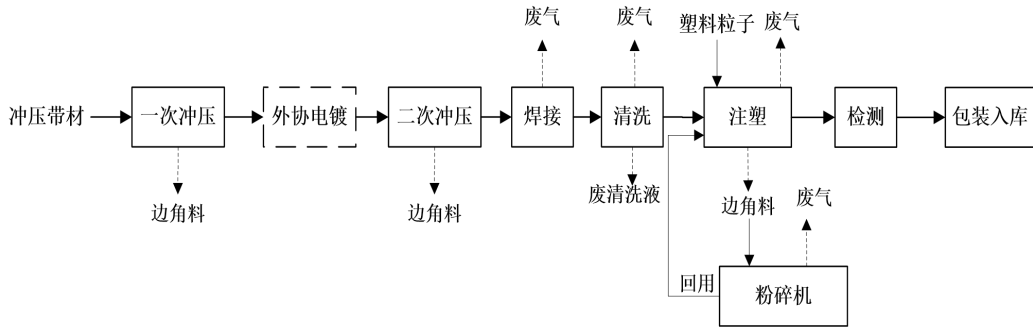 废气
废气
塑料粒子
废气
冲压带材
一次冲压
外协电镀
二次冲压
焊接
清洗
注塑
检测
包装入库
边角料
边角料
废清洗液
边角料
废气
回用
粉碎机